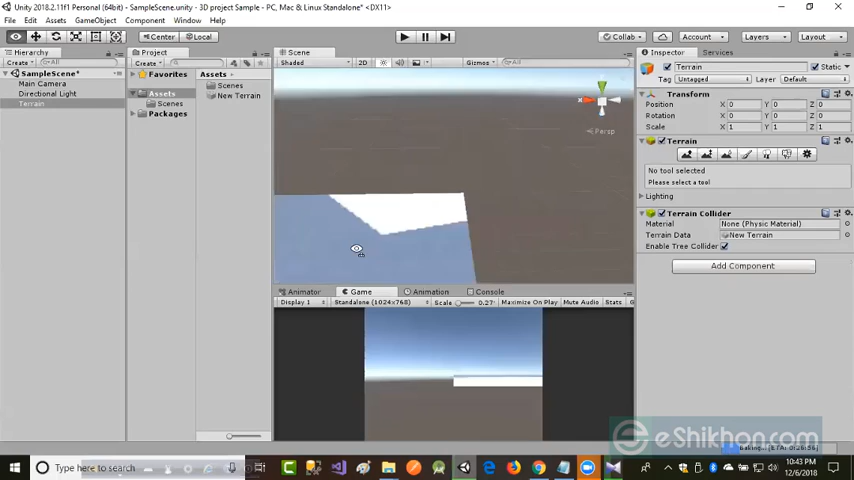 Unity 2018.2.11f1 Personal (64bit) - SampleScene.unity - 3D project Sample - PC, Mac & Linux Standalone* <DX11>
File Edit Assets GameObject Component Window Help
Center Local Collab Account Layers Layout
Hierarchy Project Scene Inspector Services
Create All Create Shaded 2D Gizmos All
SampleScene* Favorites Assets Terrain Static
Main Camera Assets Scenes Tag Untagged Layer Default
Directional Light Scenes New Terrain
Terrain Packages
Transform
Position X 0 Y 0 Z 0
Rotation X 0 Y 0 Z 0
Scale X 1 Y 1 Z 1
Persp
Terrain
No tool selected
Please select a tool
Lighting
Terrain Collider
Material None (Physic Material)
Terrain Data New Terrain
Enable Tree Collider
Add Component
Animator Game Animation Console
Display 1 Standalone (1024x768) Scale 0.27 Maximize On Play Mute Audio Stats
eShikhon.com
Type here to search
10:43 PM
12/6/2018